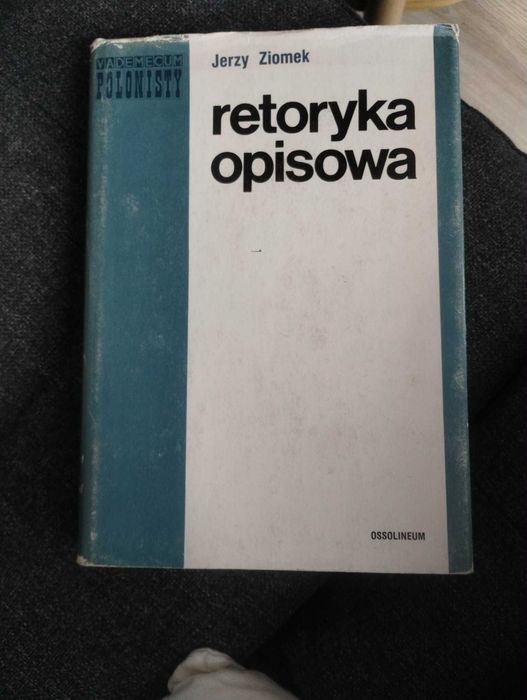 VADEMECUM
POLONISTY
Jerzy Ziomek
retoryka
opisowa
OSSOLINEUM